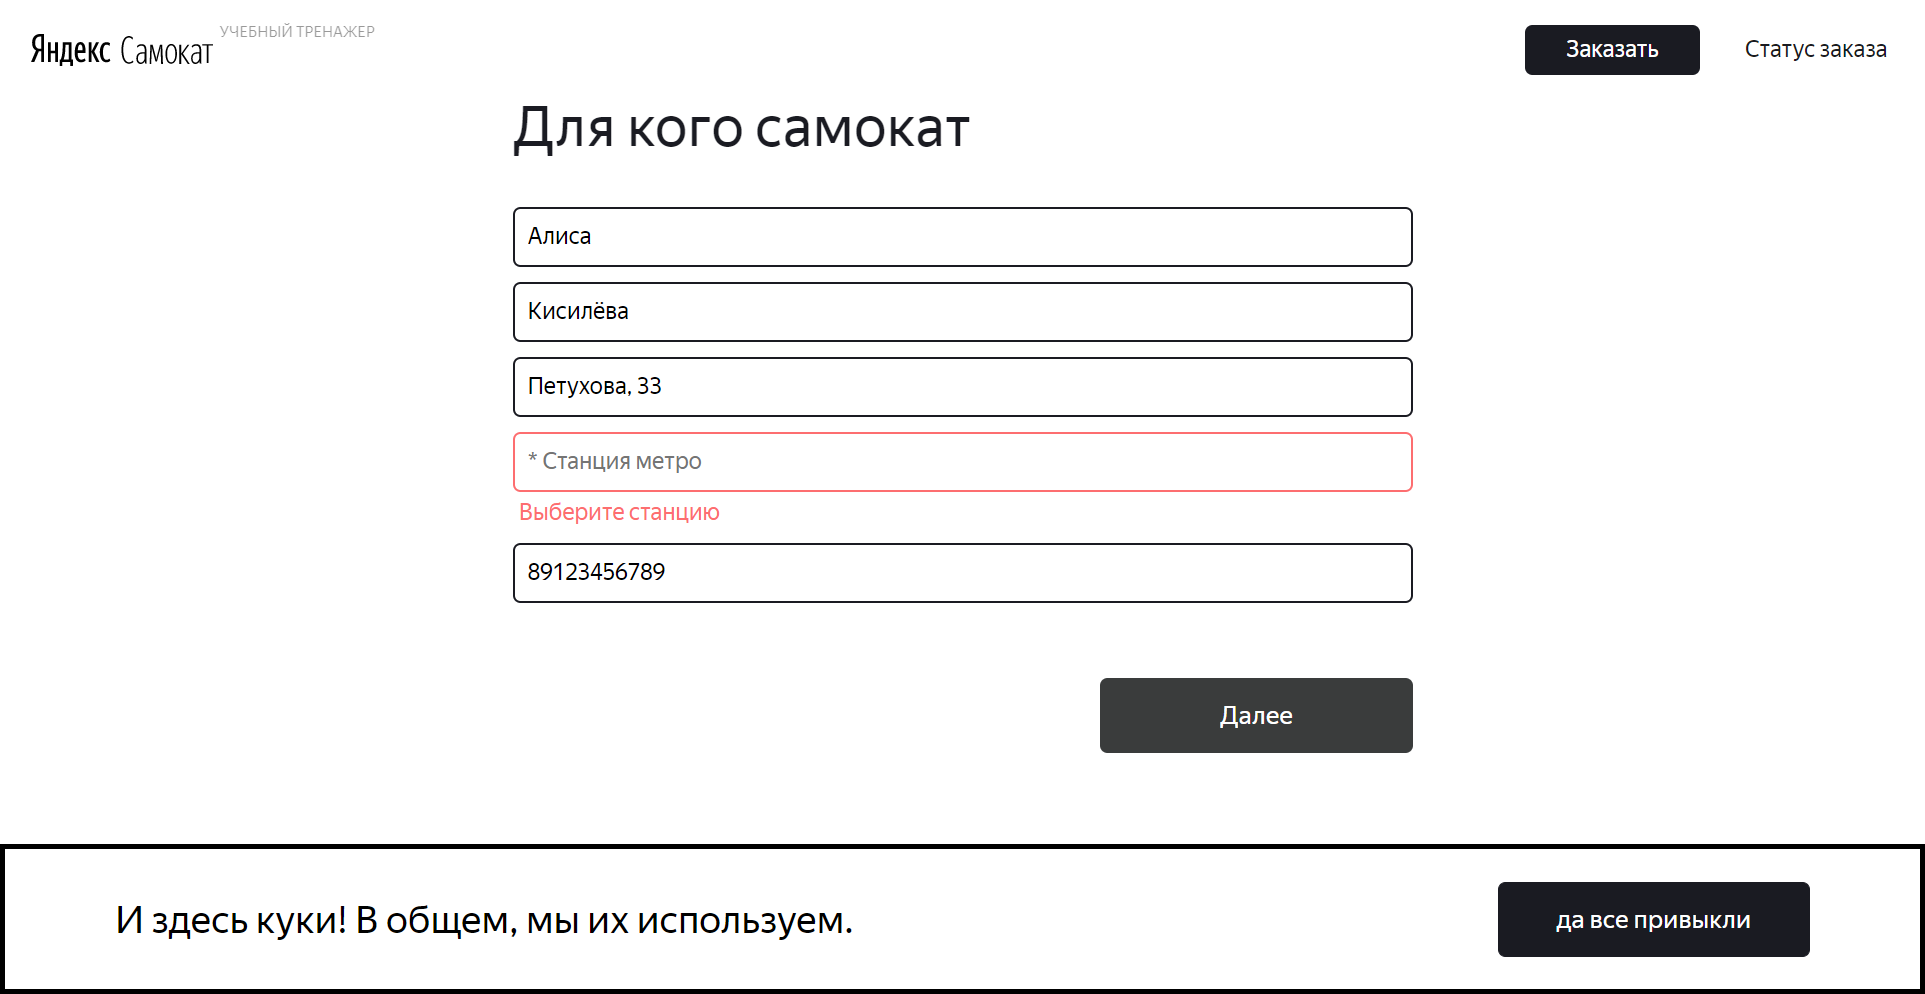 Яндекс Самокат
УЧЕБНЫЙ ТРЕНАЖЕР
Заказать
Статус заказа
Для кого самокат
Алиса
Кисилёва
Петухова, 33
* Станция метро
Выберите станцию
89123456789
Далее
И здесь куки! В общем, мы их используем.
да все привыкли